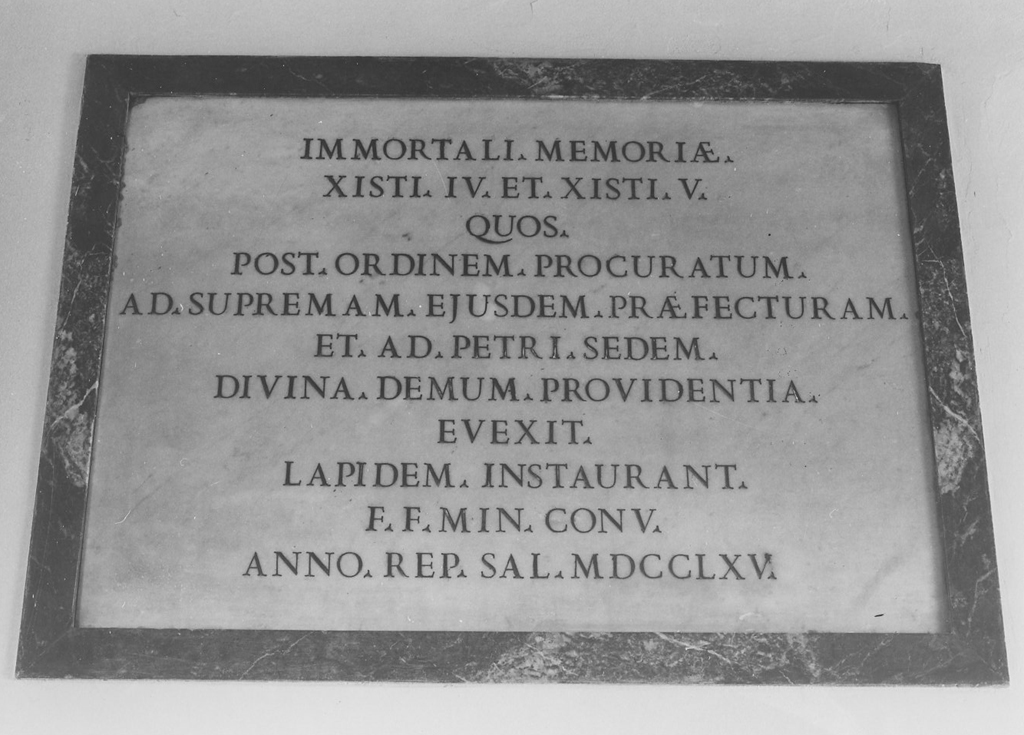 IMMORTALI. MEMORIÆ.
XISTI. IV. ET. XISTI. V.
QUOS.
POST. ORDINEM. PROCURATUM.
AD. SUPREMAM. EJUSDEM. PRÆFECTURAM.
ET. AD. PETRI. SEDEM.
DIVINA. DEMUM. PROVIDENTIA.
EVEXIT.
LAPIDEM. INSTAURANT.
F. F. MIN. CONV.
ANNO. REP. SAL. MDCCLXV.